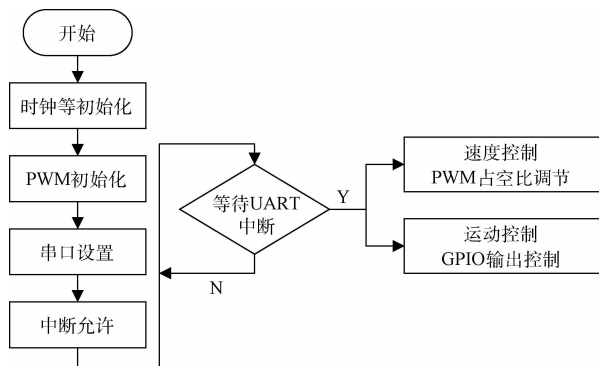 开始
时钟等初始化
PWM初始化
串口设置
中断允许
等待UART
中断
Y
N
速度控制
PWM占空比调节
运动控制
GPIO输出控制